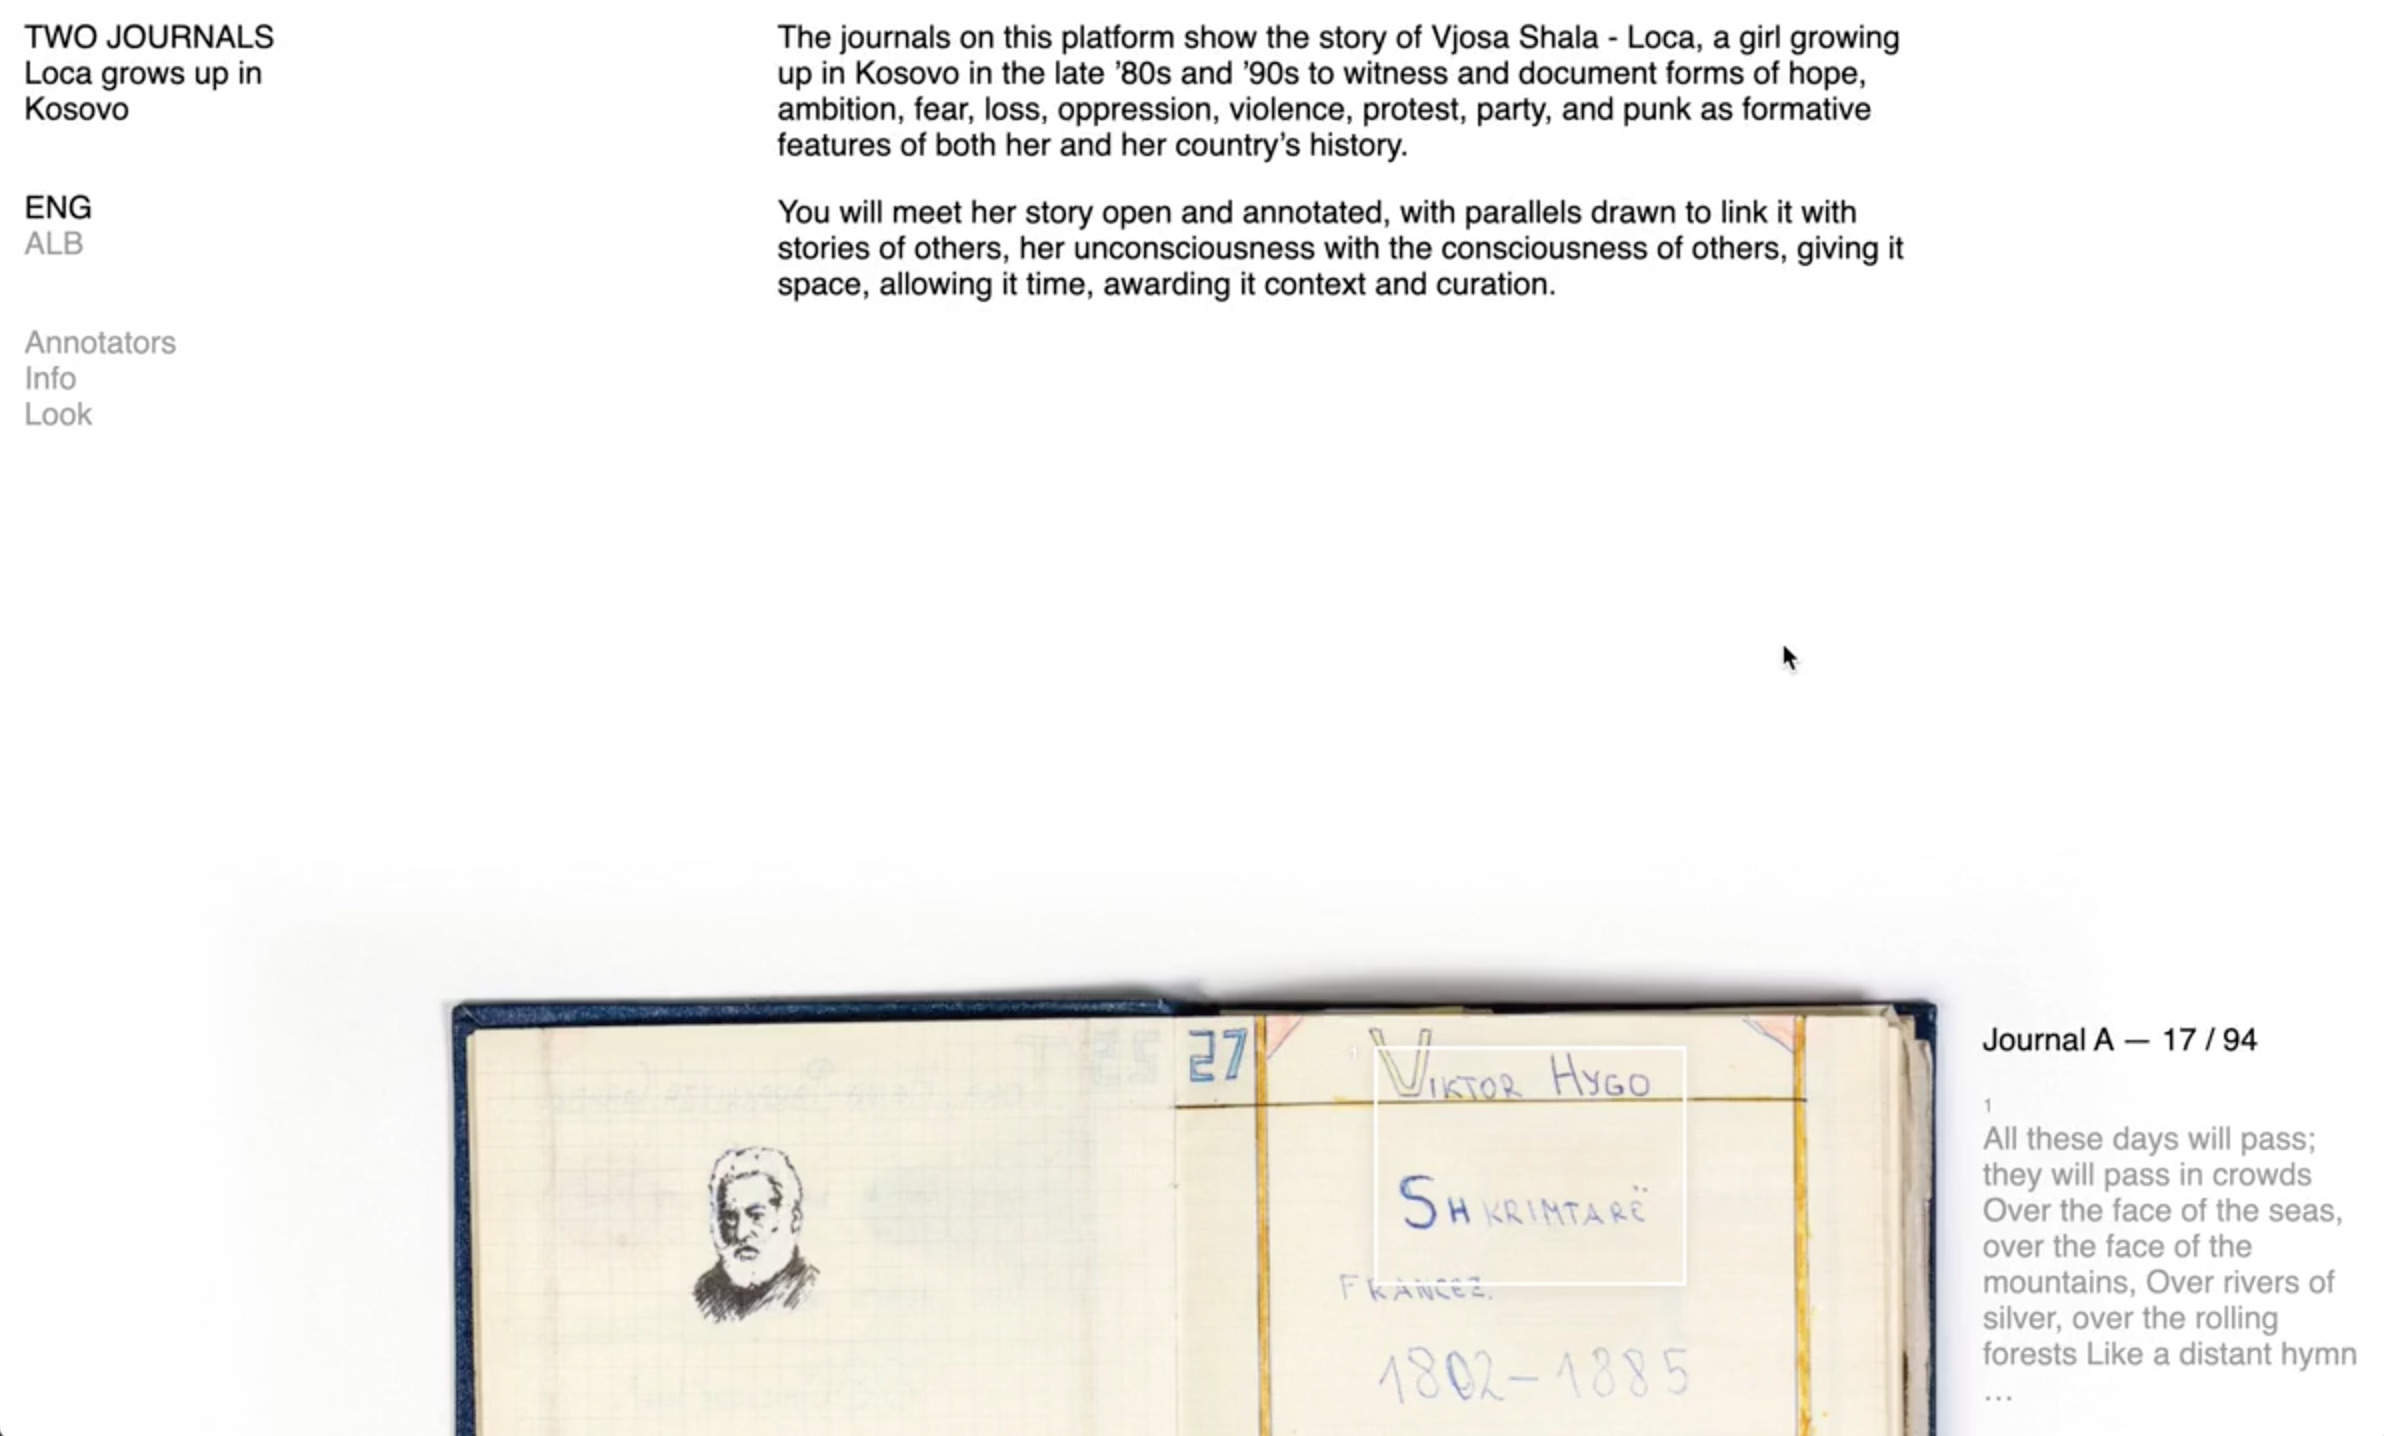 TWO JOURNALS
Loca grows up in
Kosovo
ENG
ALB
Annotators
Info
Look
The journals on this platform show the story of Vjosa Shala - Loca, a girl growing
up in Kosovo in the late ’80s and ’90s to witness and document forms of hope,
ambition, fear, loss, oppression, violence, protest, party, and punk as formative
features of both her and her country’s history.
You will meet her story open and annotated, with parallels drawn to link it with
stories of others, her unconsciousness with the consciousness of others, giving it
space, allowing it time, awarding it context and curation.
27
1
VIKTOR HYGO
SHKRIMTARË
FRANCEZ.
1802-1885
Journal A — 17 / 94
1
All these days will pass;
they will pass in crowds
Over the face of the seas,
over the face of the
mountains, Over rivers of
silver, over the rolling
forests Like a distant hymn
...